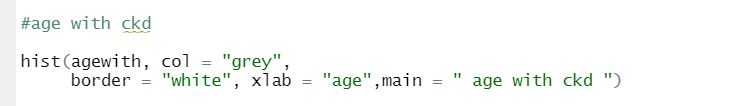 #age with ckd
hist(agewith, col = "grey",
border = "white", xlab = "age",main = " age with ckd ")